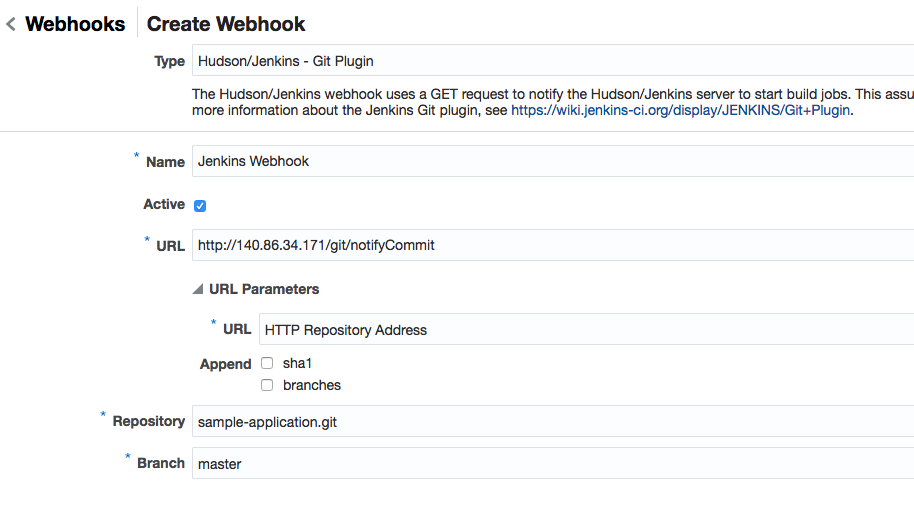 Webhooks Create Webhook
Type Hudson/Jenkins - Git Plugin
The Hudson/Jenkins webhook uses a GET request to notify the Hudson/Jenkins server to start build jobs. This assu
more information about the Jenkins Git plugin, see https://wiki.jenkins-ci.org/display/JENKINS/Git+Plugin.
* Name Jenkins Webhook
Active
* URL http://140.86.34.171/git/notifyCommit
URL Parameters
* URL HTTP Repository Address
Append sha1
branches
* Repository sample-application.git
* Branch master